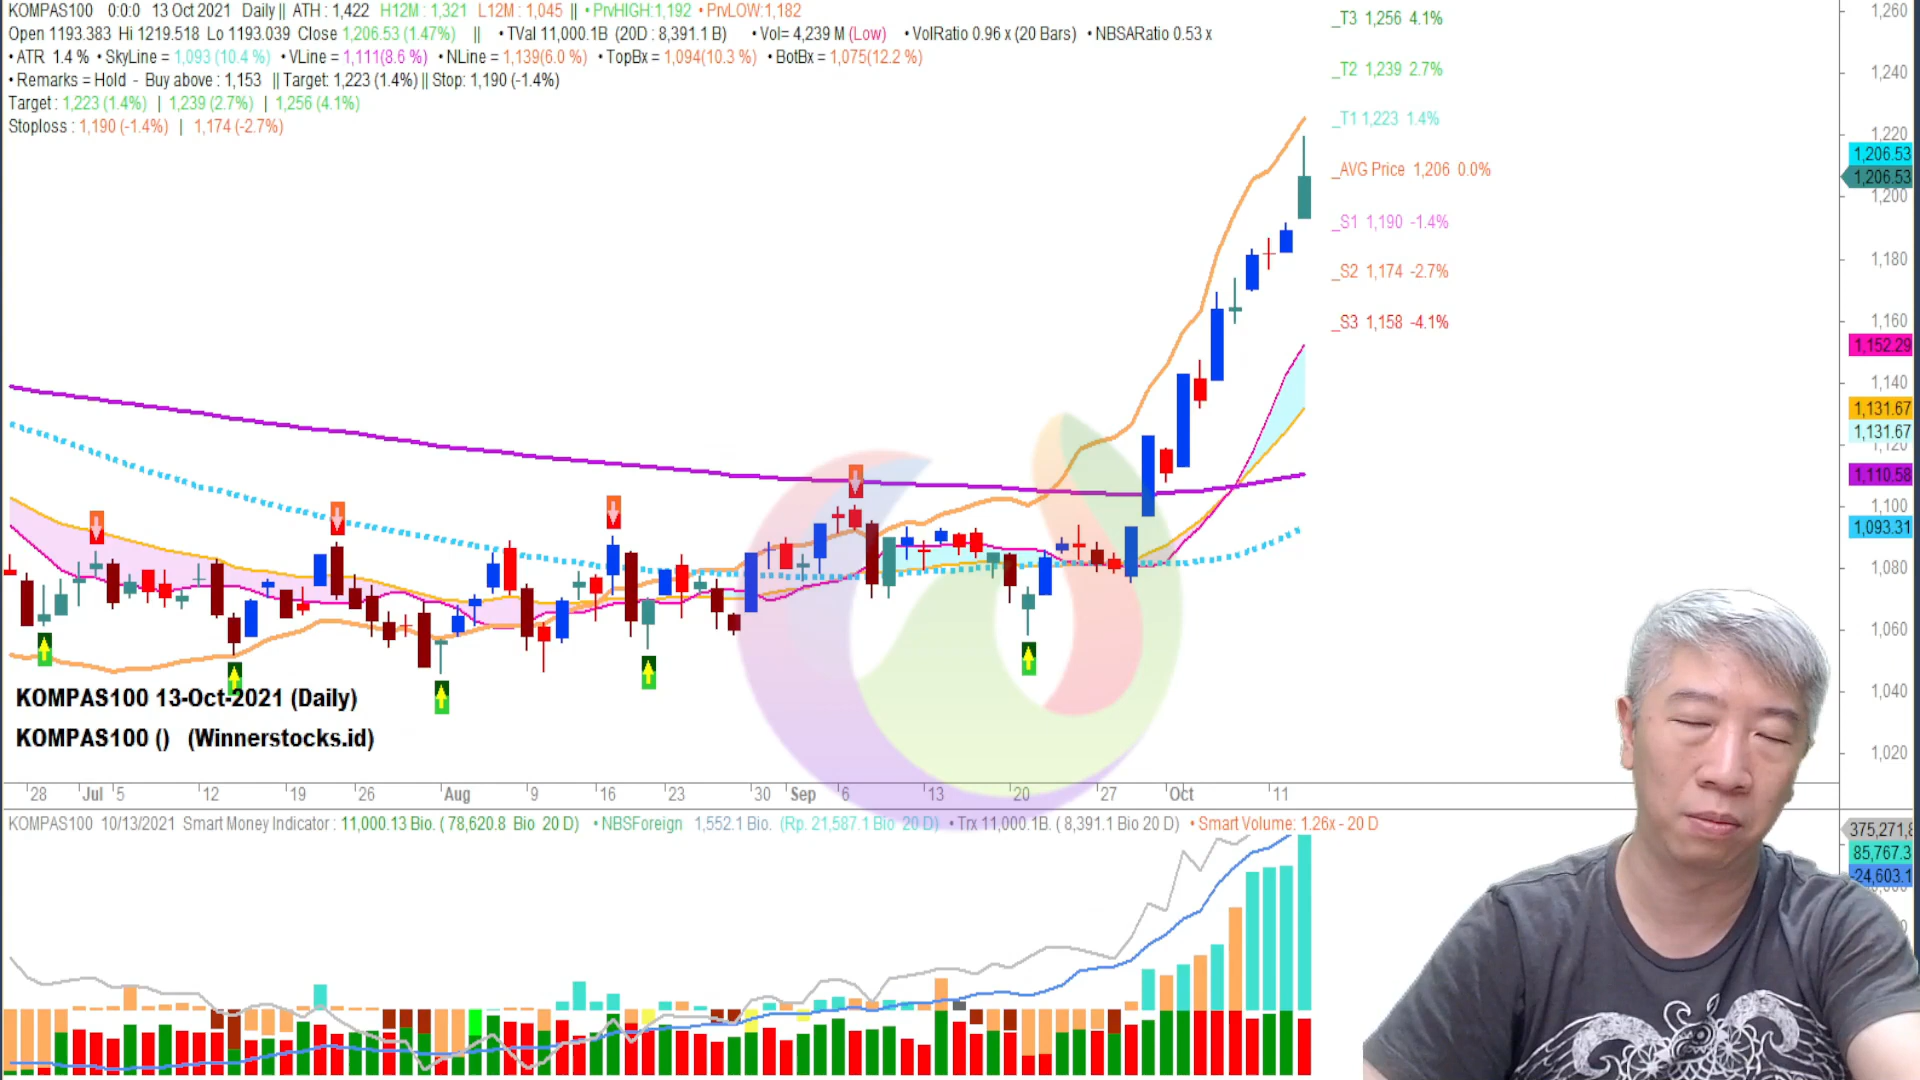 KOMPAS100 0:0:0 13 Oct 2021 Daily || ATH : 1,422 H12M : 1,321 L12M : 1,045 || • PrvHIGH:1,192 • PrvLOW:1,182
Open 1193.383 Hi 1219.518 Lo 1193.039 Close 1,206.53 (1.47%) || • TVal 11,000.1B (20D : 8,391.1 B) • Vol= 4,239 M (Low) • VolRatio 0.96 x (20 Bars) • NBSARatio 0.53 x
• ATR 1.4 % • SkyLine = 1,093 (10.4 %) • VLine = 1,111(8.6 %) • NLine = 1,139(6.0 %) • TopBx = 1,094(10.3 %) • BotBx = 1,075(12.2 %)
• Remarks = Hold - Buy above : 1,153 || Target: 1,223 (1.4%) || Stop: 1,190 (-1.4%)
Target : 1,223 (1.4%) | 1,239 (2.7%) | 1,256 (4.1%)
Stoploss : 1,190 (-1.4%) | 1,174 (-2.7%)
_T3 1,256 4.1%
_T2 1,239 2.7%
_T1 1,223 1.4%
_AVG Price 1,206 0.0%
_S1 1,190 -1.4%
_S2 1,174 -2.7%
_S3 1,158 -4.1%
1,260
1,240
1,220
1,206.53
1,206.53
1,200
1,180
1,160
1,152.29
1,140
1,131.67
1,131.67
1,120
1,110.58
1,100
1,093.31
1,080
1,060
1,040
1,020
KOMPAS100 13-Oct-2021 (Daily)
KOMPAS100 () (Winnerstocks.id)
28 Jul 5 12 19 26 Aug 9 16 23 30 Sep 6 13 20 27 Oct 11
KOMPAS100 10/13/2021 Smart Money Indicator : 11,000.13 Bio. ( 78,620.8 Bio 20 D) • NBSForeign 1,552.1 Bio. (Rp. 21,587.1 Bio 20 D) • Trx 11,000.1B. ( 8,391.1 Bio 20 D) • Smart Volume: 1.26x - 20 D
375,271,8
85,767.3
-24,603.1